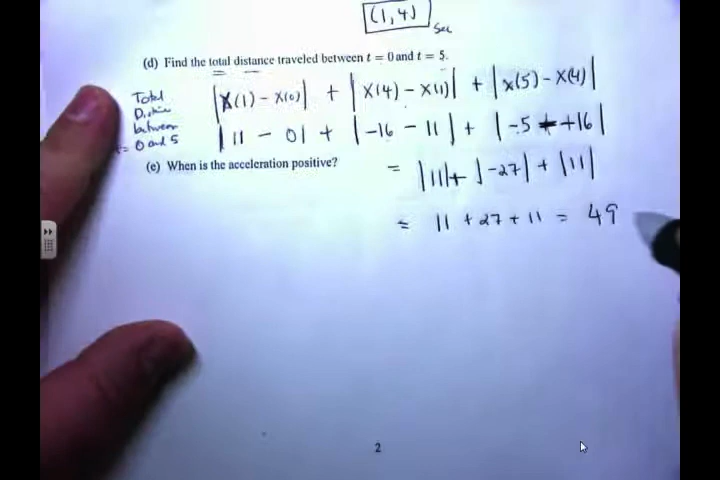 (1,4) sec
(d) Find the total distance traveled between t = 0 and t = 5.
Total
between
t = 0 and 5
|X(1) - X(0)| + |X(4) - X(1)| + |X(5) - X(4)|
|11 - 0| + |-16 - 11| + |-5 + +16|
(e) When is the acceleration positive?
= |11| + |-27| + |11|
= 11 + 27 + 11 = 49
2